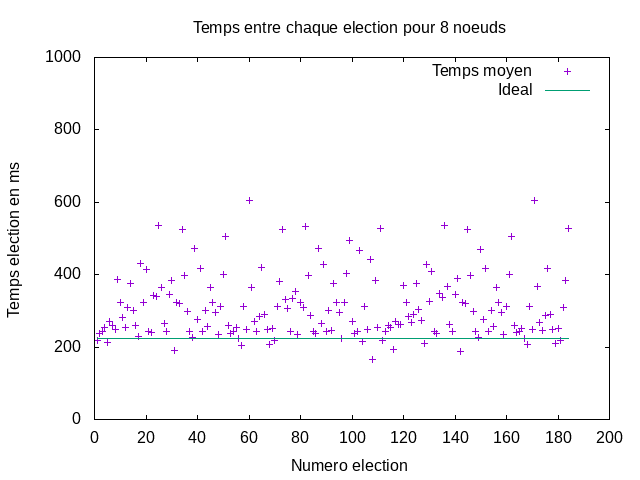 Temps entre chaque election pour 8 noeuds
Temps moyen
Ideal
1000
800
600
400
200
0
Temps election en ms
0 20 40 60 80 100 120 140 160 180 200
Numero election